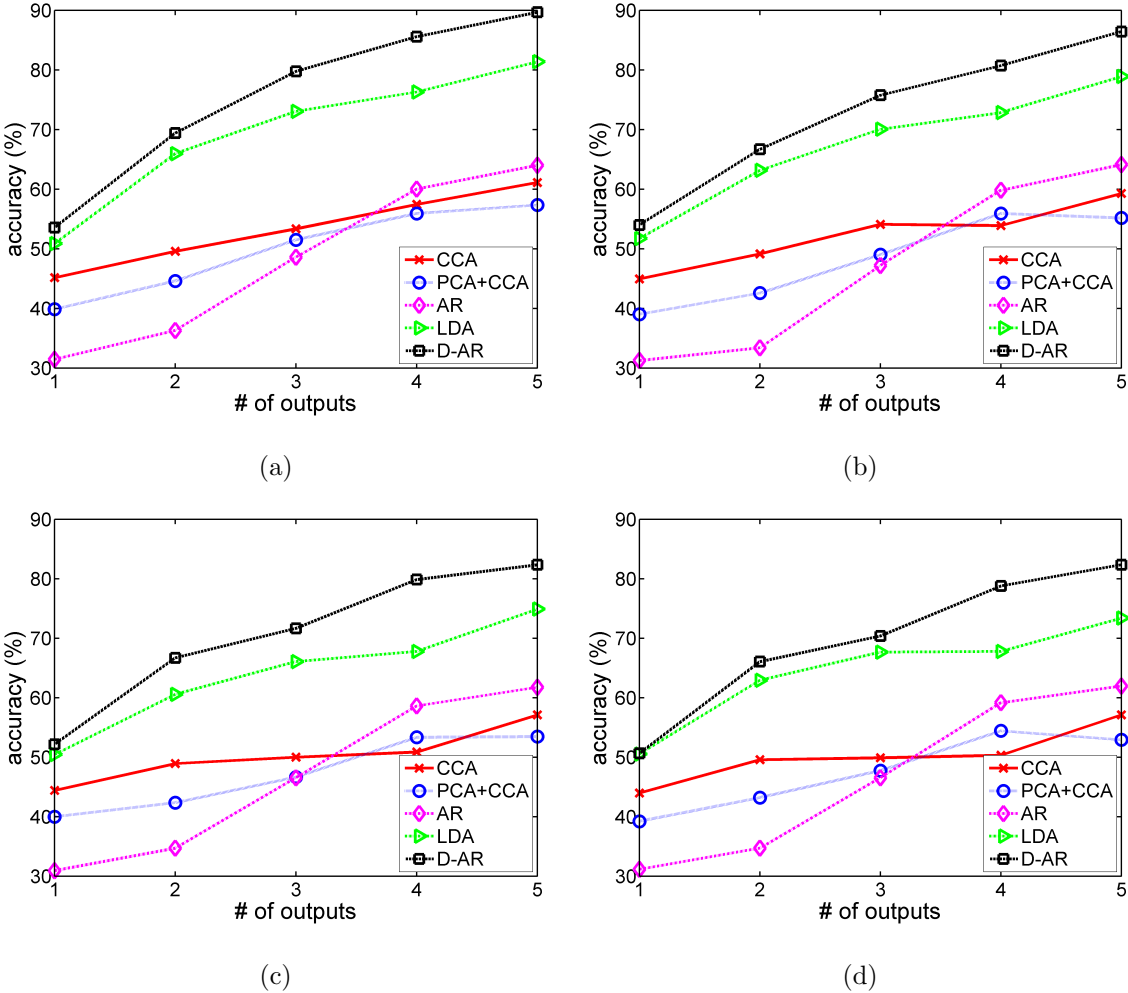 90
80
70
60
50
40
30
accuracy (%)
1 2 3 4 5
# of outputs
CCA
PCA+CCA
AR
LDA
D-AR
(a)
90
80
70
60
50
40
30
accuracy (%)
1 2 3 4 5
# of outputs
CCA
PCA+CCA
AR
LDA
D-AR
(b)
90
80
70
60
50
40
30
accuracy (%)
1 2 3 4 5
# of outputs
CCA
PCA+CCA
AR
LDA
D-AR
(c)
90
80
70
60
50
40
30
accuracy (%)
1 2 3 4 5
# of outputs
CCA
PCA+CCA
AR
LDA
D-AR
(d)